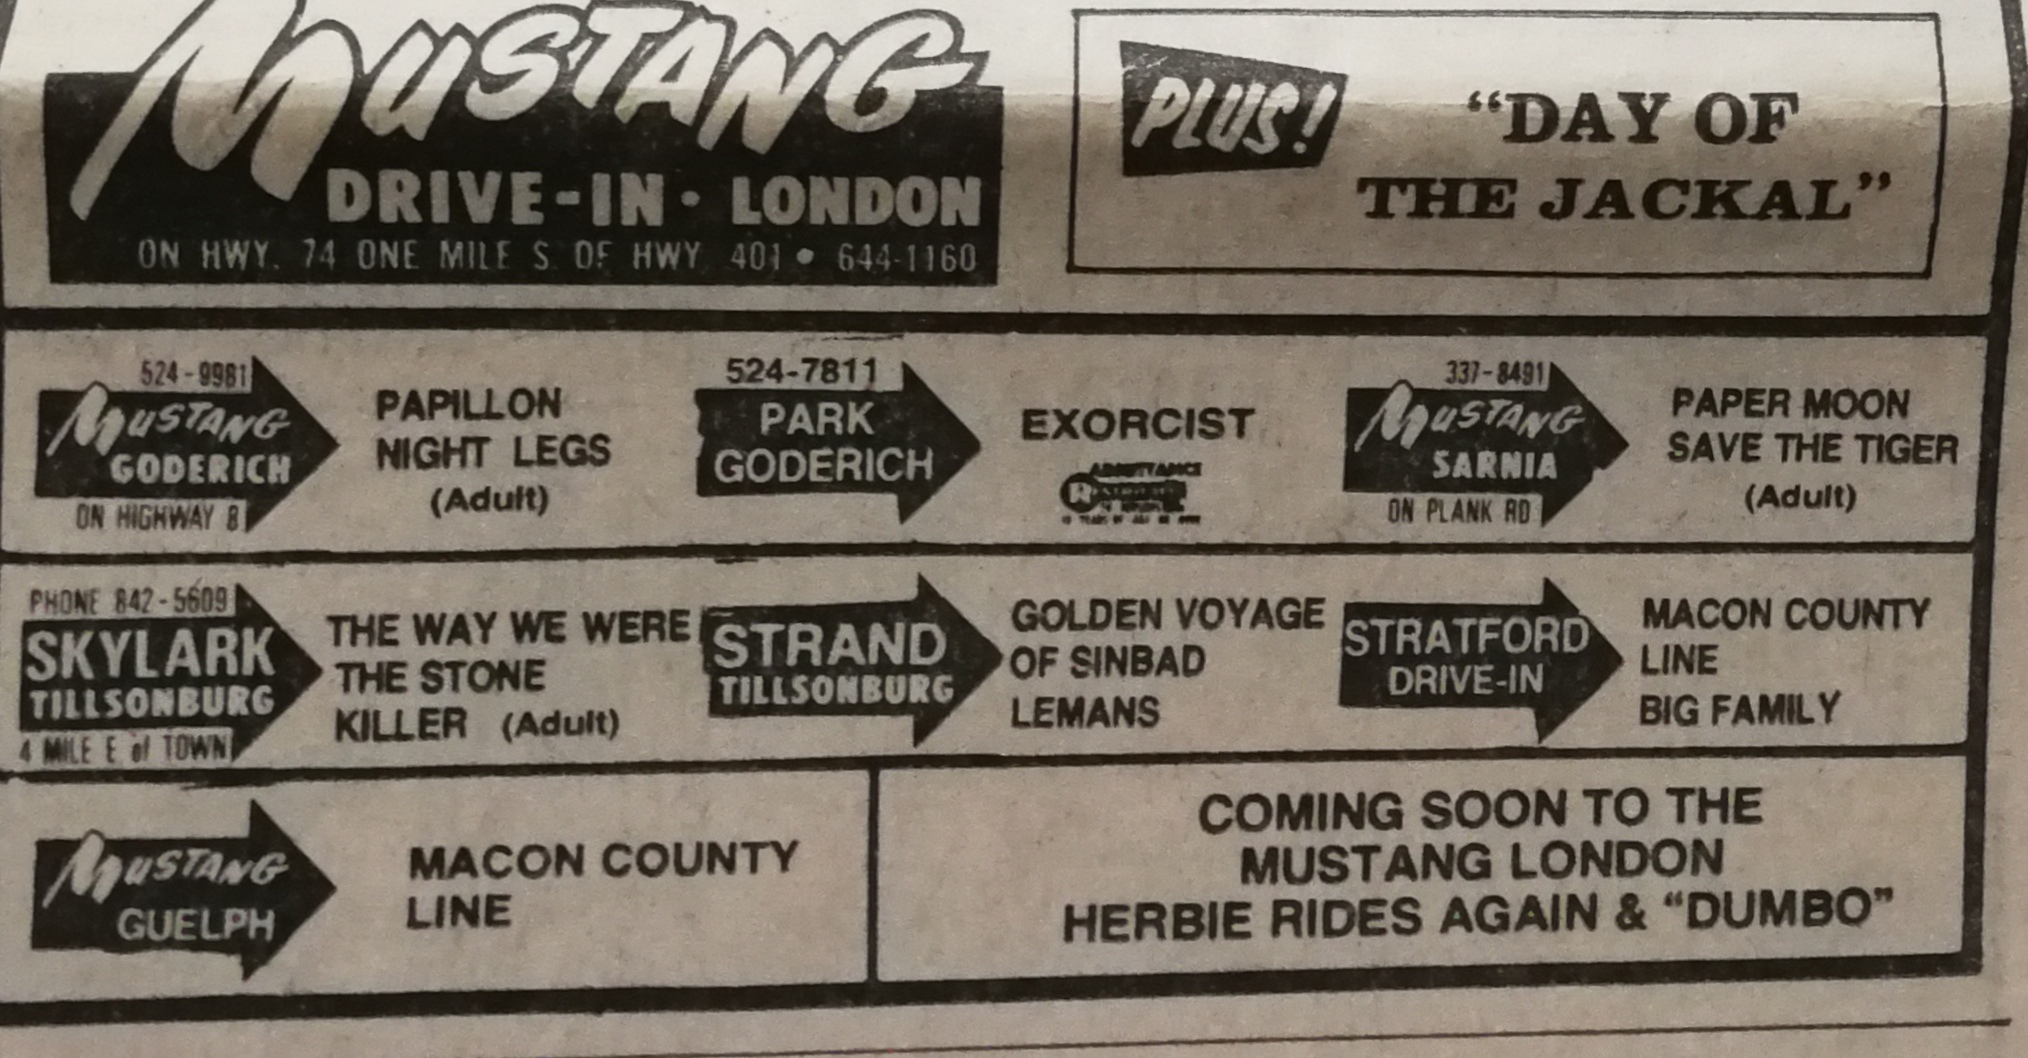 MUSTANG
DRIVE-IN · LONDON
ON HWY. 74 ONE MILE S OF HWY 401 • 644-1160
PLUS!
"DAY OF
THE JACKAL"
524-9981
MUSTANG
GODERICH
ON HIGHWAY 8
PAPILLON
NIGHT LEGS
(Adult)
524-7811
PARK
GODERICH
EXORCIST
ADMITTANCE
RESTRICTED
337-8491
MUSTANG
SARNIA
ON PLANK RD
PAPER MOON
SAVE THE TIGER
(Adult)
PHONE 842-5609
SKYLARK
TILLSONBURG
4 MILE E of TOWN
THE WAY WE WERE
THE STONE
KILLER (Adult)
STRAND
TILLSONBURG
GOLDEN VOYAGE
OF SINBAD
LEMANS
STRATFORD
DRIVE-IN
MACON COUNTY
LINE
BIG FAMILY
MUSTANG
GUELPH
MACON COUNTY
LINE
COMING SOON TO THE
MUSTANG LONDON
HERBIE RIDES AGAIN & "DUMBO"